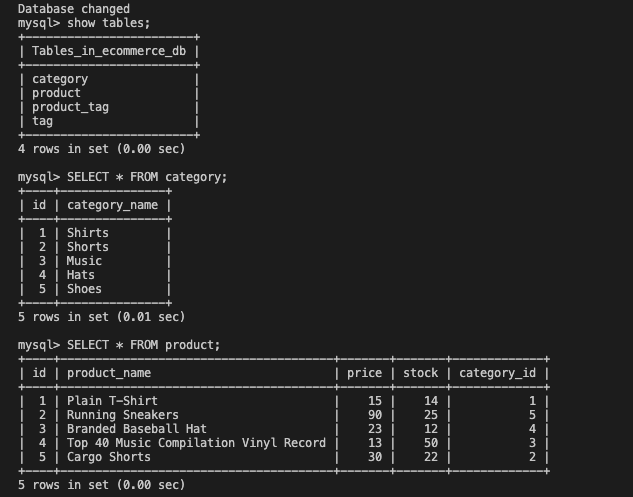 Database changed
mysql> show tables;
+------------------------+
| Tables_in_ecommerce_db |
+------------------------+
| category               |
| product                |
| product_tag            |
| tag                    |
+------------------------+
4 rows in set (0.00 sec)

mysql> SELECT * FROM category;
+----+---------------+
| id | category_name |
+----+---------------+
|  1 | Shirts        |
|  2 | Shorts        |
|  3 | Music         |
|  4 | Hats          |
|  5 | Shoes         |
+----+---------------+
5 rows in set (0.01 sec)

mysql> SELECT * FROM product;
+----+---------------------------------------+-------+-------+-------------+
| id | product_name                          | price | stock | category_id |
+----+---------------------------------------+-------+-------+-------------+
|  1 | Plain T-Shirt                         |    15 |    14 |           1 |
|  2 | Running Sneakers                      |    90 |    25 |           5 |
|  3 | Branded Baseball Hat                  |    23 |    12 |           4 |
|  4 | Top 40 Music Compilation Vinyl Record |    13 |    50 |           3 |
|  5 | Cargo Shorts                          |    30 |    22 |           2 |
+----+---------------------------------------+-------+-------+-------------+
5 rows in set (0.00 sec)